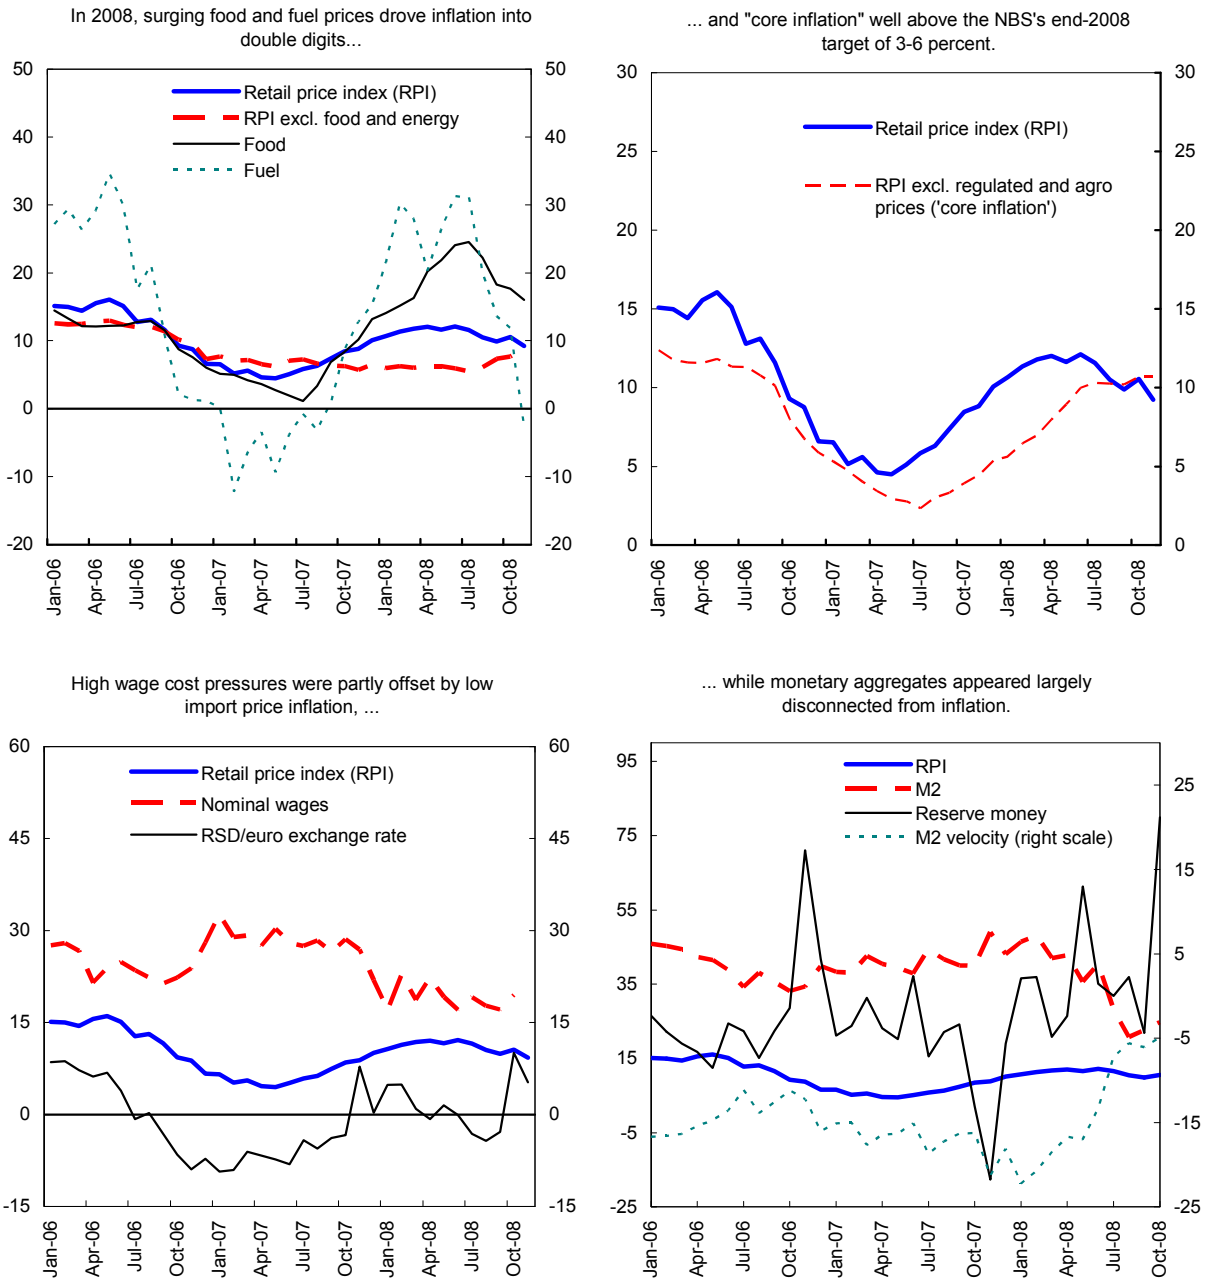 In 2008, surging food and fuel prices drove inflation into
double digits...
50
40
30
20
10
0
-10
-20
50
40
30
20
10
0
-10
-20
Retail price index (RPI)
RPI excl. food and energy
Food
Fuel
Jan-06
Apr-06
Jul-06
Oct-06
Jan-07
Apr-07
Jul-07
Oct-07
Jan-08
Apr-08
Jul-08
Oct-08
... and "core inflation" well above the NBS's end-2008
target of 3-6 percent.
30
25
20
15
10
5
0
30
25
20
15
10
5
0
Retail price index (RPI)
RPI excl. regulated and agro
prices ('core inflation')
Jan-06
Apr-06
Jul-06
Oct-06
Jan-07
Apr-07
Jul-07
Oct-07
Jan-08
Apr-08
Jul-08
Oct-08
High wage cost pressures were partly offset by low
import price inflation, ...
60
45
30
15
0
-15
60
45
30
15
0
-15
Retail price index (RPI)
Nominal wages
RSD/euro exchange rate
Jan-06
Apr-06
Jul-06
Oct-06
Jan-07
Apr-07
Jul-07
Oct-07
Jan-08
Apr-08
Jul-08
Oct-08
... while monetary aggregates appeared largely
disconnected from inflation.
95
75
55
35
15
-5
-25
25
15
5
-5
-15
-25
RPI
M2
Reserve money
M2 velocity (right scale)
Jan-06
Apr-06
Jul-06
Oct-06
Jan-07
Apr-07
Jul-07
Oct-07
Jan-08
Apr-08
Jul-08
Oct-08